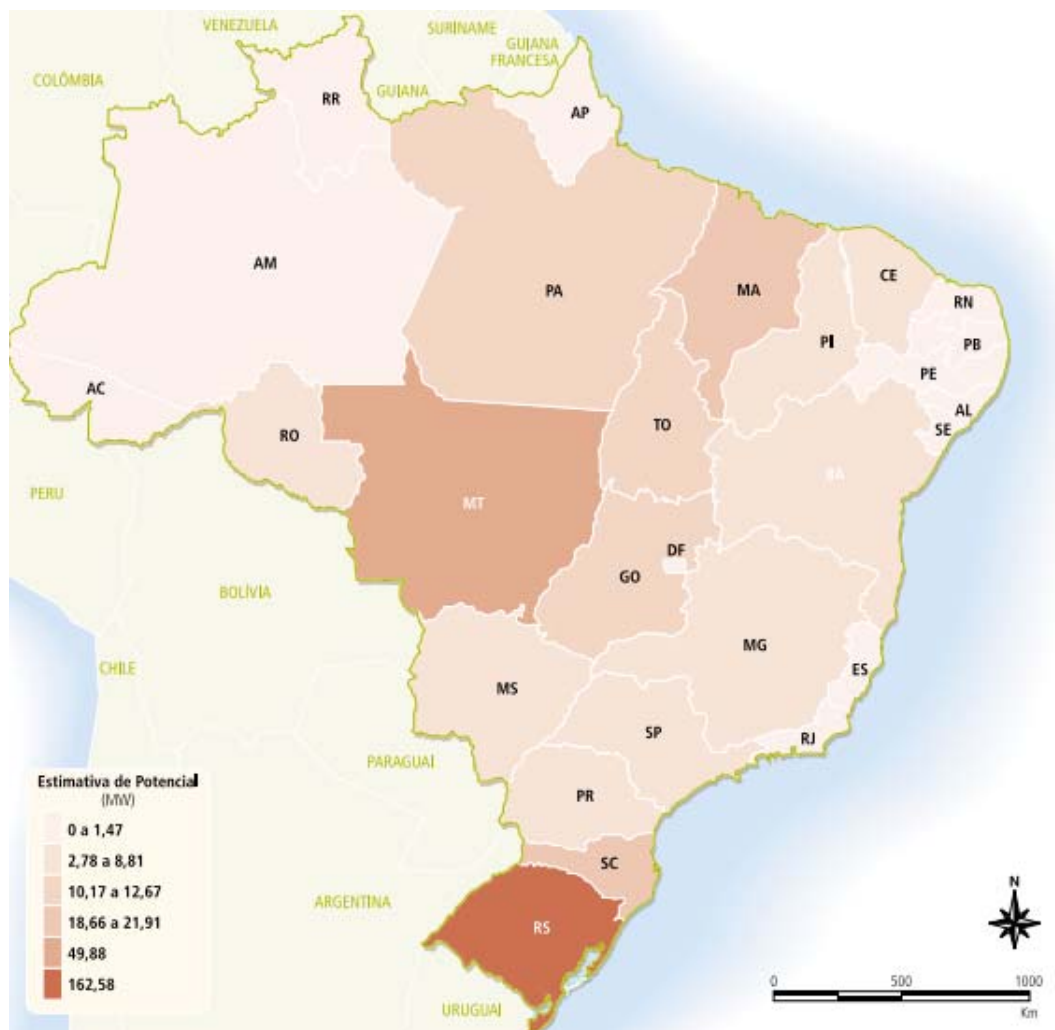 VENEZUELA
SURINAME
GUIANA
FRANCESA
COLÔMBIA
GUIANA
RR
AP
AM
PA
MA
CE
RN
PI
PB
PE
AC
AL
TO
SE
RO
BA
PERU
MT
DF
GO
BOLÍVIA
MG
ES
CHILE
MS
SP
RJ
PARAGUAI
PR
SC
ARGENTINA
RS
URUGUAI
Estimativa de Potencial
(MW)
0 a 1,47
2,78 a 8,81
10,17 a 12,67
18,66 a 21,91
49,88
162,58
N
0 500 1000
Km